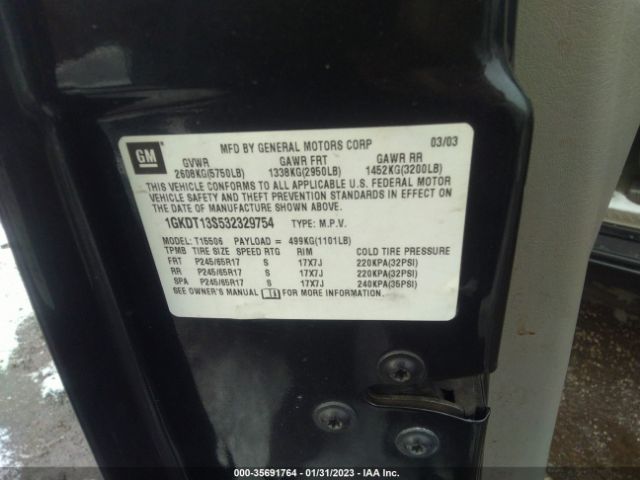 GM
MFD BY GENERAL MOTORS CORP 03/03
GVWR GAWR FRT GAWR RR
2608KG(5750LB) 1338KG(2950LB) 1452KG(3200LB)
THIS VEHICLE CONFORMS TO ALL APPLICABLE U.S. FEDERAL MOTOR
VEHICLE SAFETY AND THEFT PREVENTION STANDARDS IN EFFECT ON
THE DATE OF MANUFACTURE SHOWN ABOVE.
1GKDT13S532329754 TYPE: M.P.V.
MODEL: T15506 PAYLOAD = 499KG(1101LB)
TPMB TIRE SIZE SPEED RTG RIM COLD TIRE PRESSURE
FRT P245/65R17 S 17X7J 220KPA(32PSI)
RR P245/65R17 S 17X7J 220KPA(32PSI)
SPA P245/65R17 S 17X7J 240KPA(35PSI)
SEE OWNER'S MANUAL FOR MORE INFORMATION.
000-35691764 - 01/31/2023 - IAA Inc.